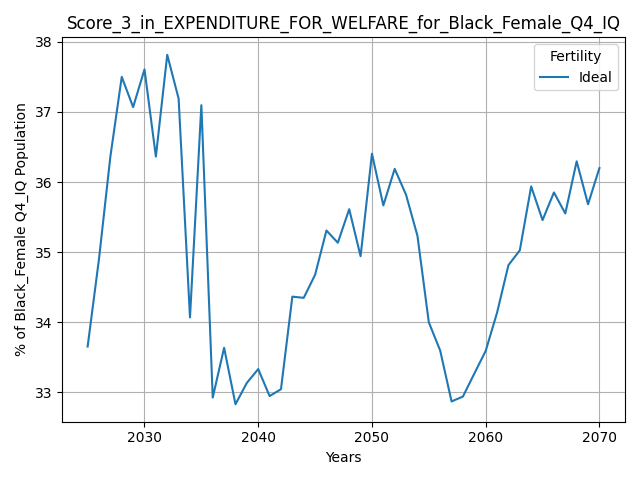 Score_3_in_EXPENDITURE_FOR_WELFARE_for_Black_Female_Q4_IQ
Fertility
Ideal
% of Black_Female Q4_IQ Population
38
37
36
35
34
33
2030 2040 2050 2060 2070
Years